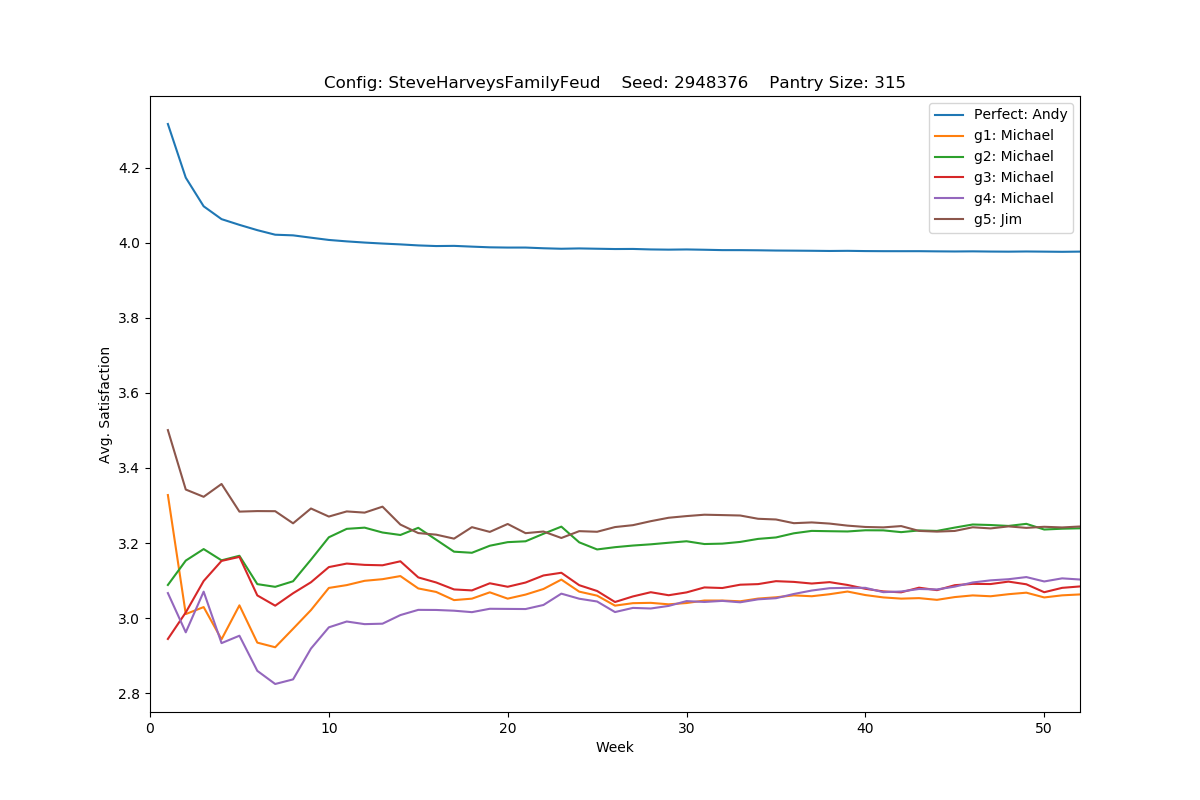 Config: SteveHarveysFamilyFeud    Seed: 2948376    Pantry Size: 315
Perfect: Andy
g1: Michael
g2: Michael
g3: Michael
g4: Michael
g5: Jim
Avg. Satisfaction
4.2
4.0
3.8
3.6
3.4
3.2
3.0
2.8
0 10 20 30 40 50
Week